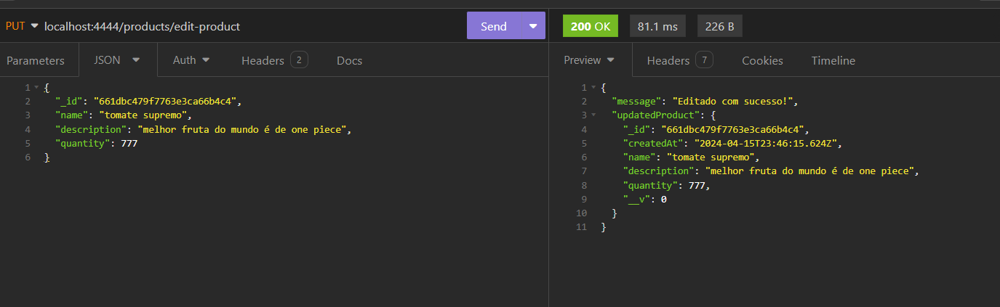 PUT localhost:4444/products/edit-product Send
Parameters JSON Auth Headers 2 Docs
1 {
2 "_id": "661dbc479f7763e3ca66b4c4",
3 "name": "tomate supremo",
4 "description": "melhor fruta do mundo é de one piece",
5 "quantity": 777
6 }
200 OK 81.1 ms 226 B
Preview Headers 7 Cookies Timeline
1 {
2 "message": "Editado com sucesso!",
3 "updatedProduct": {
4 "_id": "661dbc479f7763e3ca66b4c4",
5 "createdAt": "2024-04-15T23:46:15.624Z",
6 "name": "tomate supremo",
7 "description": "melhor fruta do mundo é de one piece",
8 "quantity": 777,
9 "__v": 0
10 }
11 }